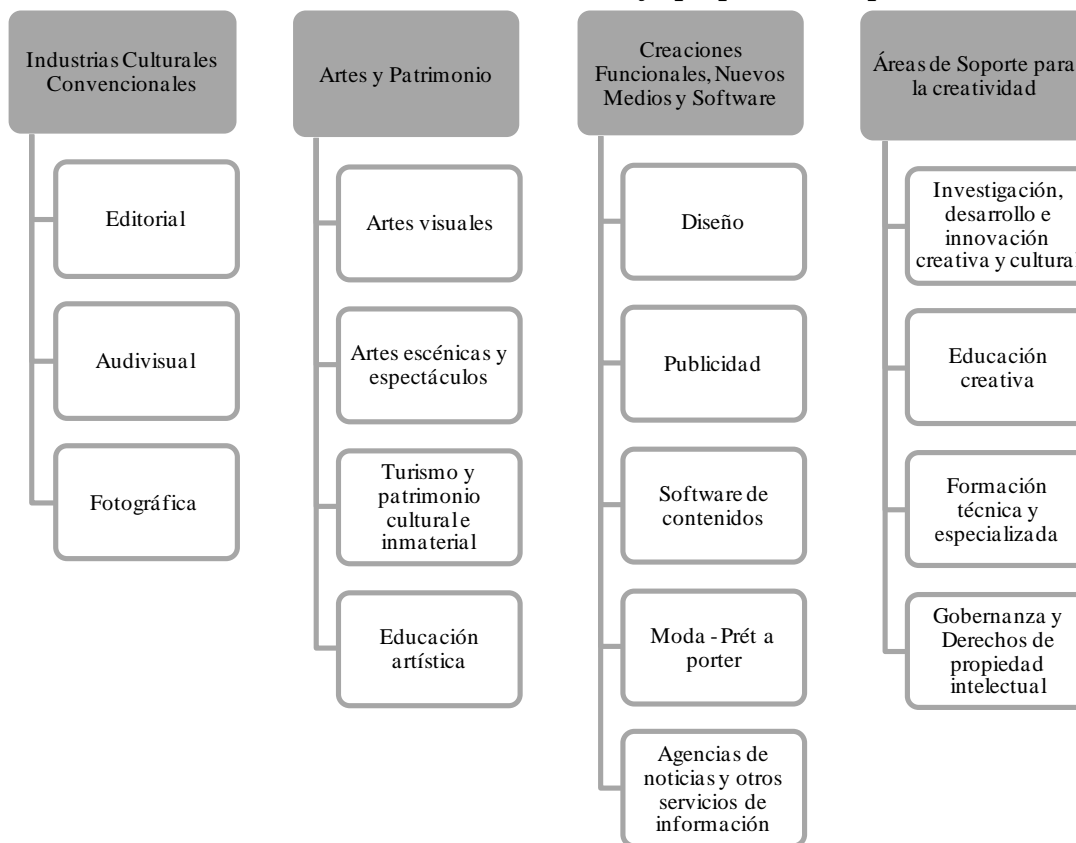 Industrias Culturales
Convencionales
Editorial
Audivisual
Fotográfica
Artes y Patrimonio
Artes visuales
Artes escénicas y
espectáculos
Turismo y
patrimonio
cultural e
inmaterial
Educación
artística
Creaciones
Funcionales, Nuevos
Medios y Software
Diseño
Publicidad
Software de
contenidos
Moda - Prét a
porter
Agencias de
noticias y otros
servicios de
información
Áreas de Soporte para
la creatividad
Investigación,
desarrollo e
innovación
creativa y cultural
Educación
creativa
Formación
técnica y
especializada
Gobernanza y
Derechos de
propiedad
intelectual